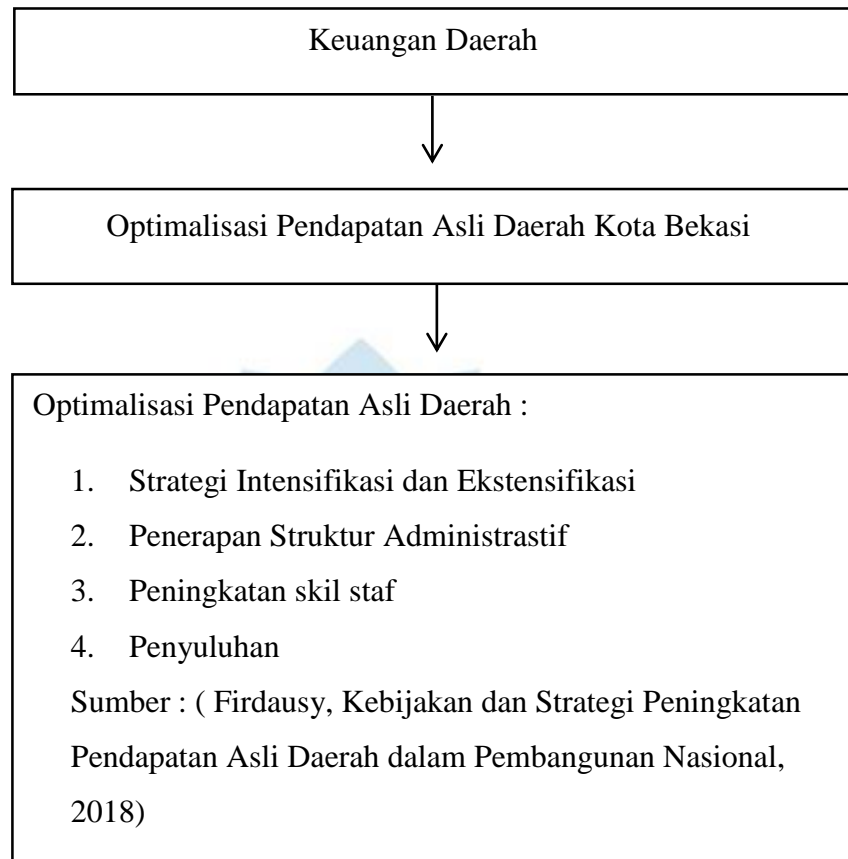 Keuangan Daerah
Optimalisasi Pendapatan Asli Daerah Kota Bekasi
Optimalisasi Pendapatan Asli Daerah :
1. Strategi Intensifikasi dan Ekstensifikasi
2. Penerapan Struktur Administrastif
3. Peningkatan skil staf
4. Penyuluhan
Sumber : ( Firdausy, Kebijakan dan Strategi Peningkatan
Pendapatan Asli Daerah dalam Pembangunan Nasional,
2018)